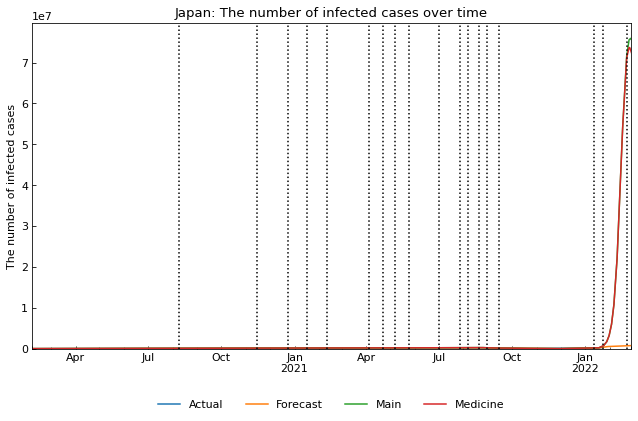 Japan: The number of infected cases over time
1e7
The number of infected cases
7
6
5
4
3
2
1
0
Apr Jul Oct Jan Apr Jul Oct Jan
2021 2022
Actual Forecast Main Medicine